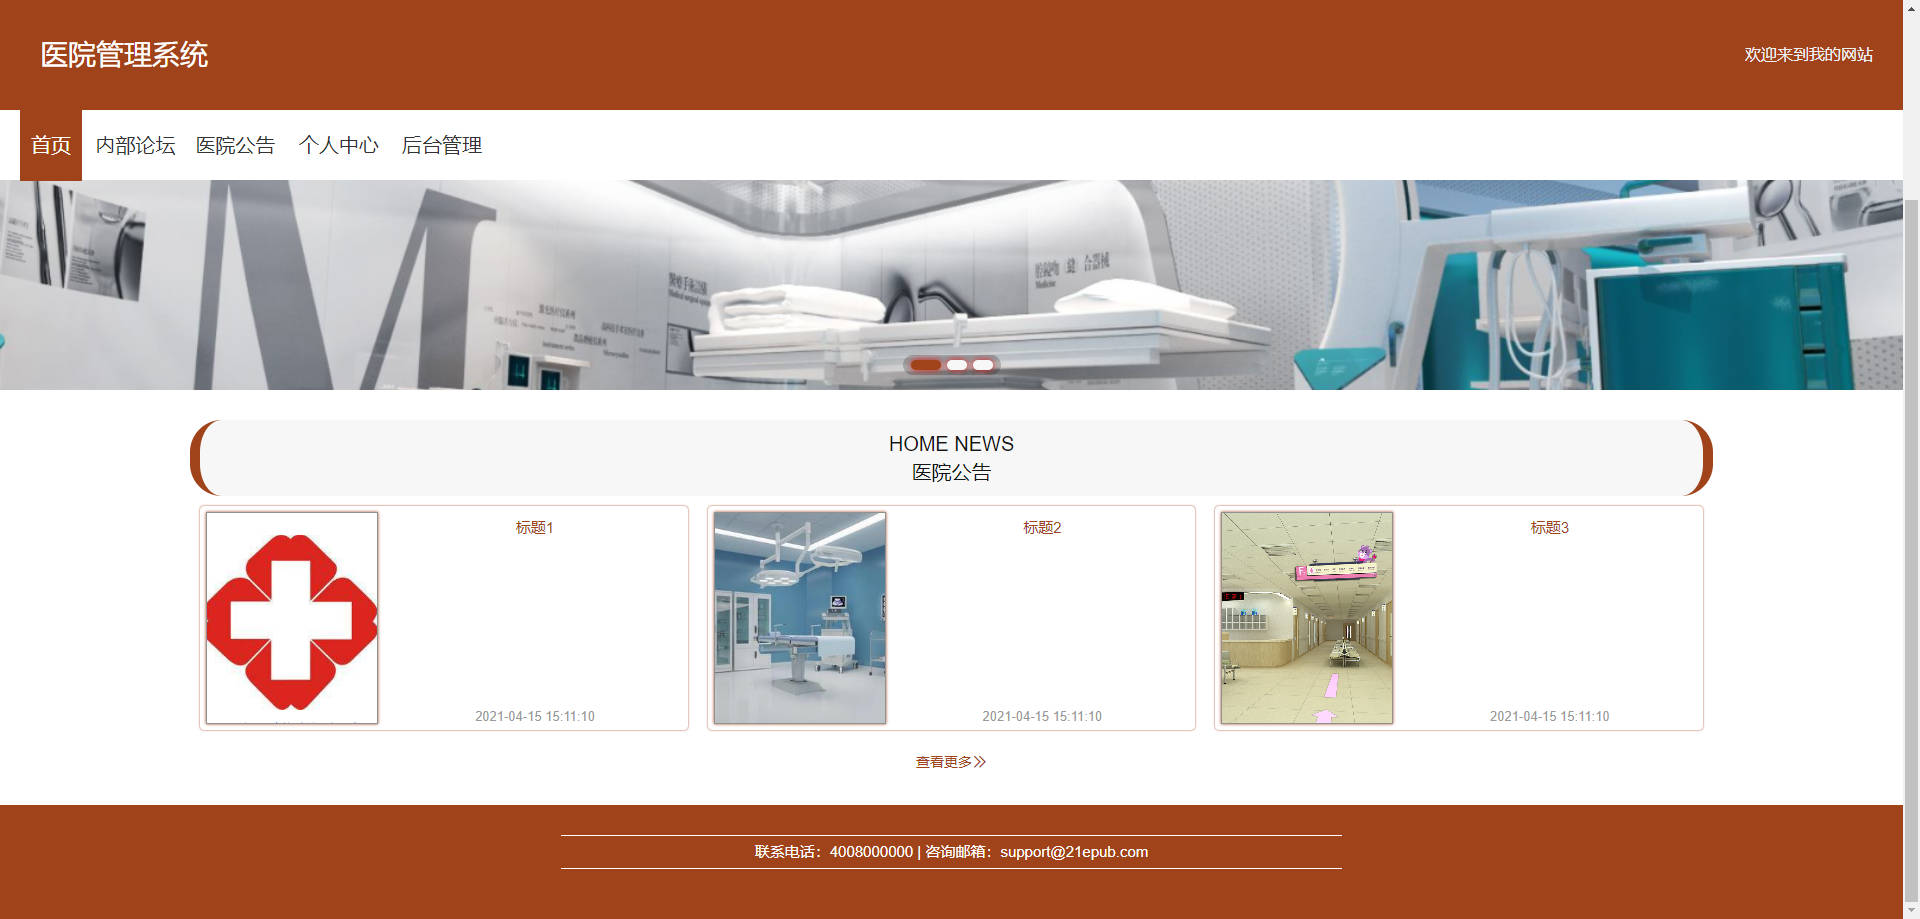 医院管理系统
欢迎来到我的网站
首页 内部论坛 医院公告 个人中心 后台管理
HOME NEWS
医院公告
标题1
2021-04-15 15:11:10
标题2
2021-04-15 15:11:10
标题3
2021-04-15 15:11:10
查看更多
联系电话：4008000000 | 咨询邮箱：support@21epub.com